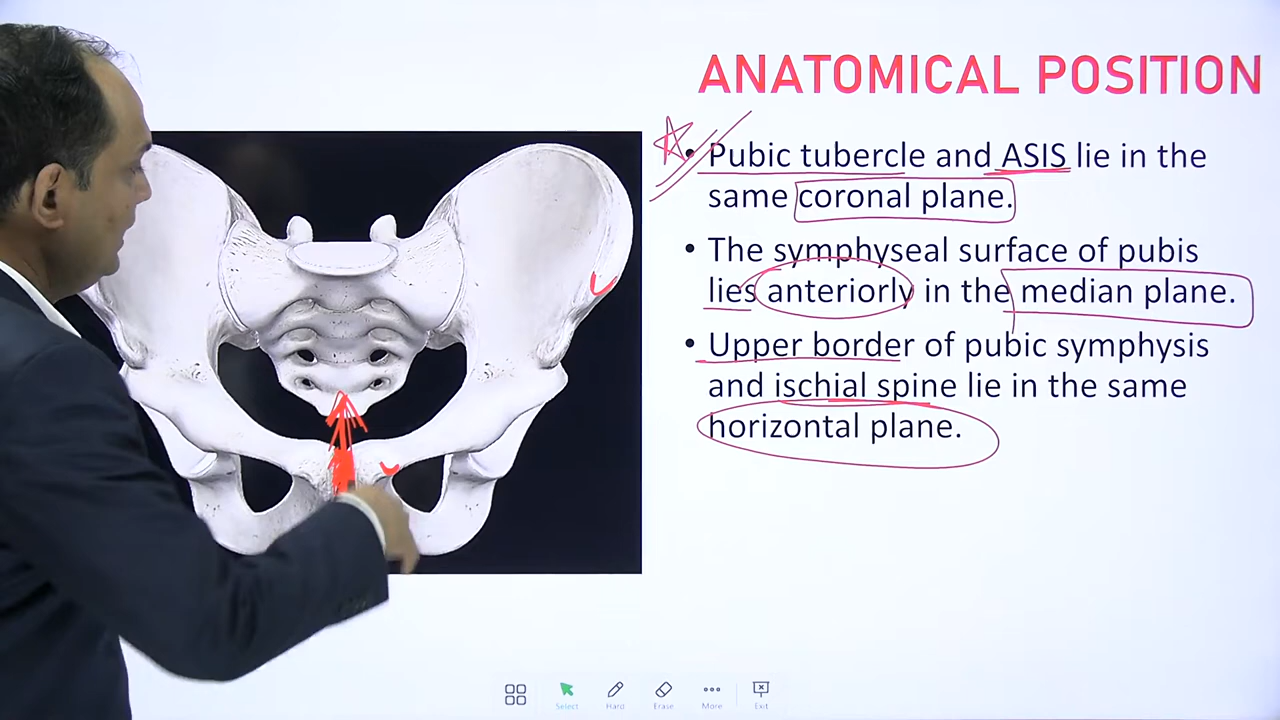 ANATOMICAL POSITION
• Pubic tubercle and ASIS lie in the
same coronal plane.
• The symphyseal surface of pubis
lies anteriorly in the median plane.
• Upper border of pubic symphysis
and ischial spine lie in the same
horizontal plane.
Select Hard Erase More Exit